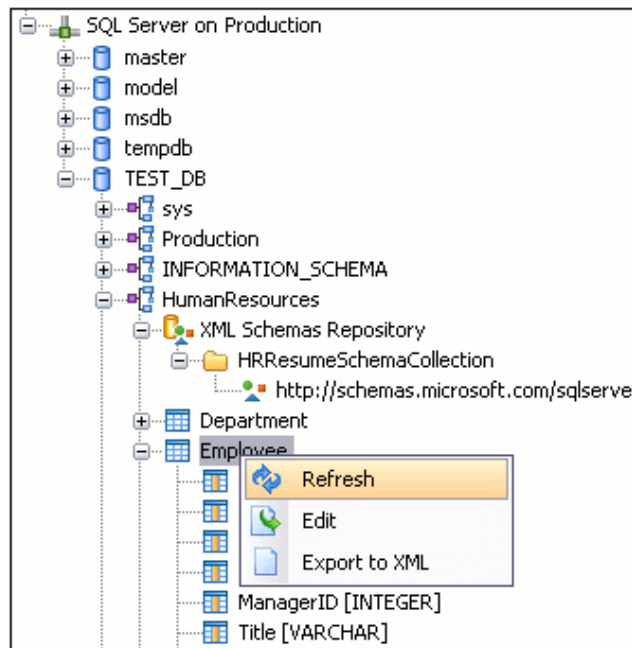 SQL Server on Production
master
model
msdb
tempdb
TEST_DB
sys
Production
INFORMATION_SCHEMA
HumanResources
XML Schemas Repository
HRResumeSchemaCollection
http://schemas.microsoft.com/sqlserve
Department
Employee
Refresh
Edit
Export to XML
ManagerID [INTEGER]
Title [VARCHAR]